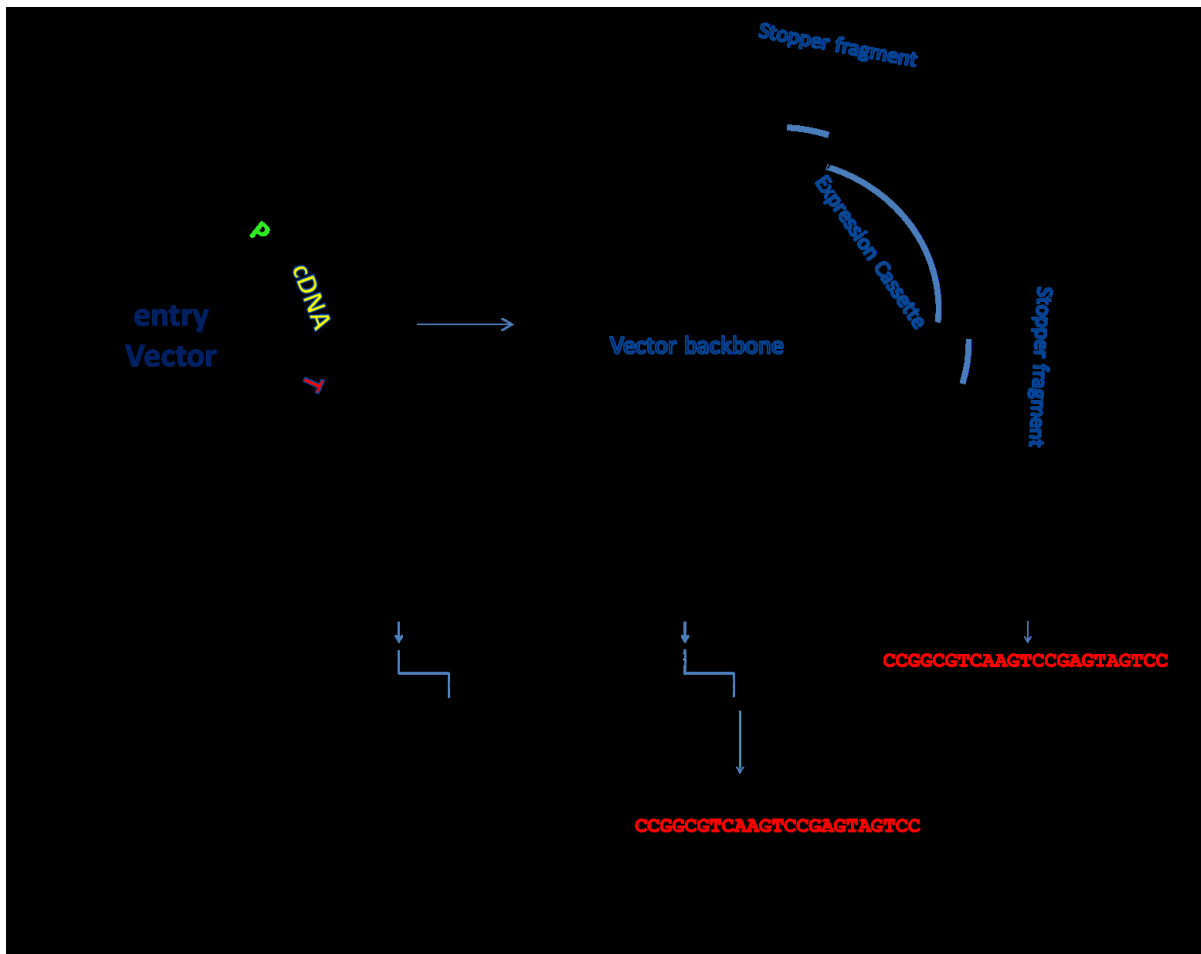 Stopper fragment
P
cDNA
T
entry
Vector
Expression Cassette
Vector backbone
Stopper fragment
CCGGCGTCAAGTCCGAGTAGTCC
CCGGCGTCAAGTCCGAGTAGTCC